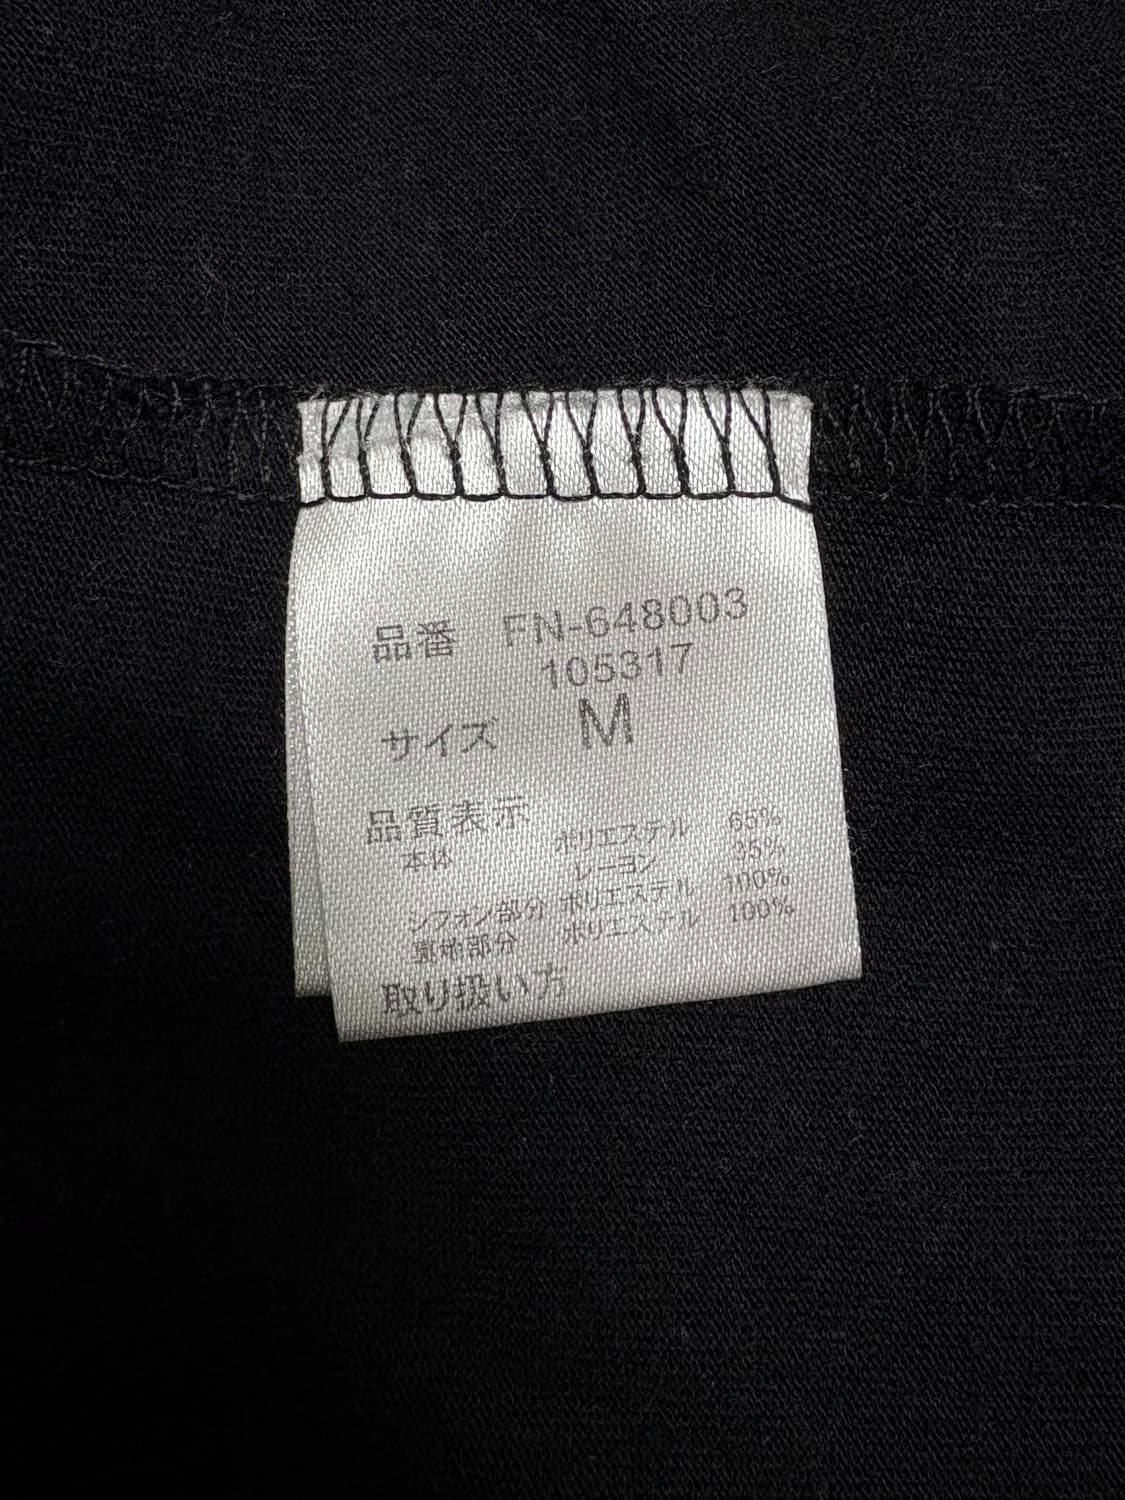 品番 FN-648003
105317
サイズ M
品質表示
本体 ポリエステル 65%
レーヨン 35%
シフォン部分 ポリエステル 100%
裏地部分 ポリエステル 100%
取り扱い方